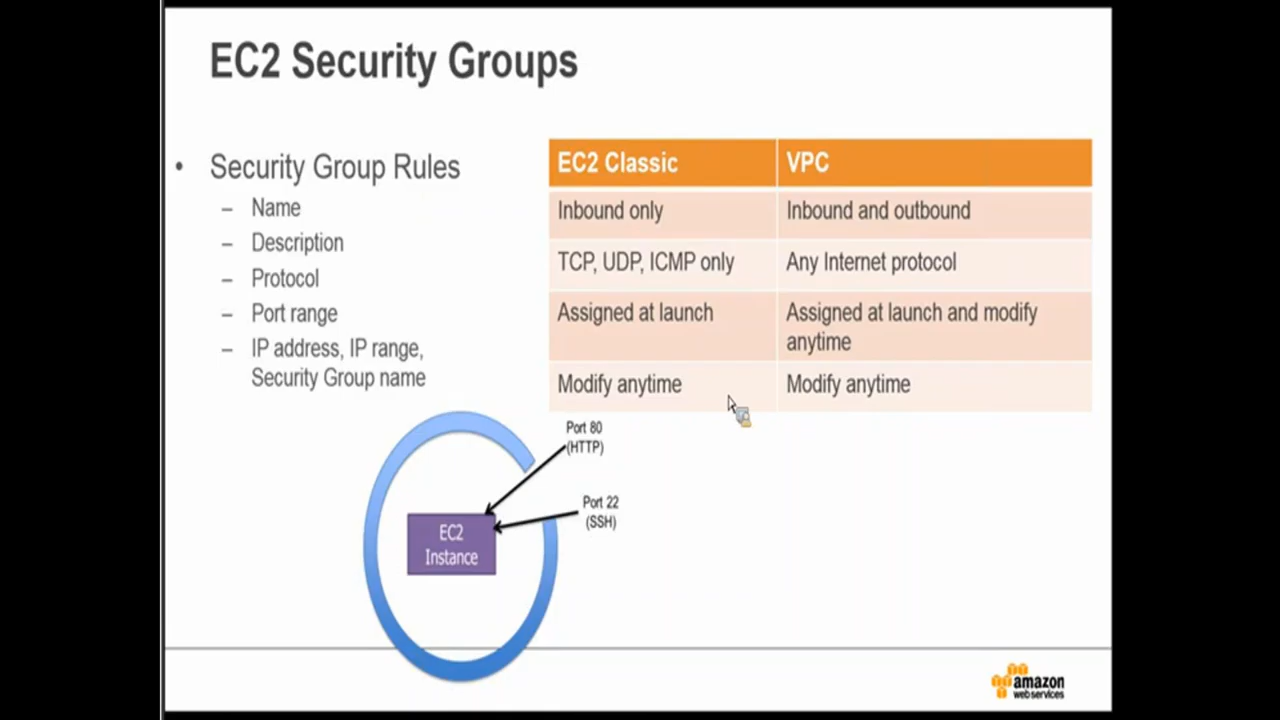 EC2 Security Groups
• Security Group Rules
– Name
– Description
– Protocol
– Port range
– IP address, IP range,
Security Group name
EC2 Classic VPC
Inbound only Inbound and outbound
TCP, UDP, ICMP only Any Internet protocol
Assigned at launch Assigned at launch and modify
anytime
Modify anytime Modify anytime
Port 80
(HTTP)
Port 22
(SSH)
EC2
Instance
amazon
webservices